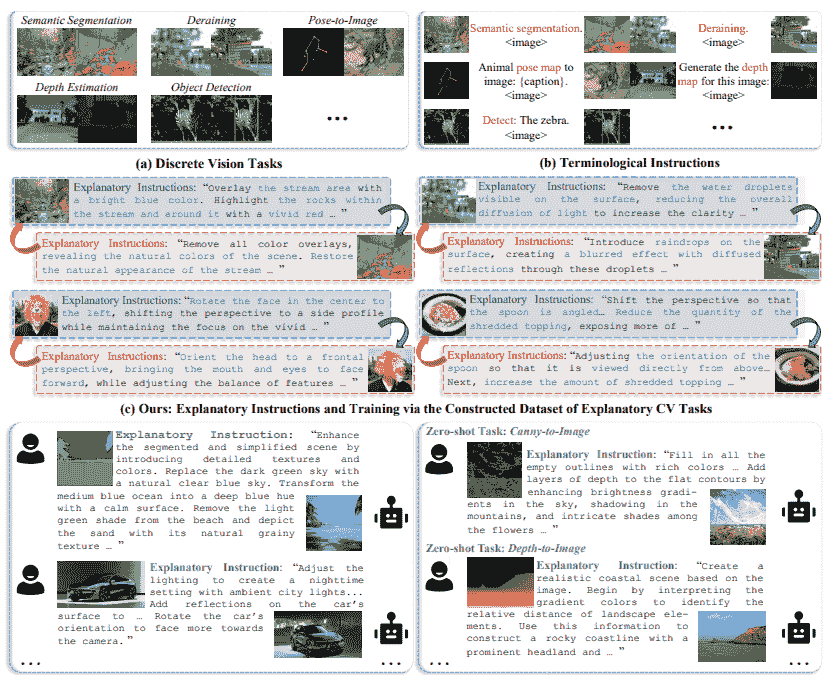 Semantic Segmentation
Deraining
Pose-to-Image
Depth Estimation
Object Detection
...
(a) Discrete Vision Tasks
Semantic segmentation.
<image>
Deraining.
<image>
Animal pose map to
image: {caption}.
<image>
Generate the depth
map for this image:
<image>
Detect: The zebra.
<image>
...
(b) Terminological Instructions
Explanatory Instructions: “Overlay the stream area with
a bright blue color. Highlight the rocks within
the stream and around it with a vivid red … ”
Explanatory Instructions: “Remove all color overlays,
revealing the natural colors of the scene. Restore
the natural appearance of the stream … ”
Explanatory Instructions: “Remove the water droplets
visible on the surface, reducing the overall
diffusion of light to increase the clarity … ”
Explanatory Instructions: “Introduce raindrops on the
surface, creating a blurred effect with diffused
reflections through these droplets … ”
Explanatory Instructions: “Rotate the face in the center to
the left, shifting the perspective to a side profile
while maintaining the focus on the vivid … ”
Explanatory Instructions: “Orient the head to a frontal
perspective, bringing the mouth and eyes to face
forward, while adjusting the balance of features … ”
Explanatory Instructions: “Shift the perspective so that
the spoon is angled… Reduce the quantity of the
shredded topping, exposing more of … ”
Explanatory Instructions: “Adjusting the orientation of the
spoon so that it is viewed directly from above…
Next, increase the amount of shredded topping … ”
(c) Ours: Explanatory Instructions and Training via the Constructed Dataset of Explanatory CV Tasks
Explanatory Instruction: “Enhance
the segmented and simplified scene by
introducing detailed textures and
colors. Replace the dark green sky with
a natural clear blue sky. Transform the
medium blue ocean into a deep blue hue
with a calm surface. Remove the light
green shade from the beach and depict
the sand with its natural grainy
texture … ”
Explanatory Instruction: “Adjust the
lighting to create a nighttime
setting with ambient city lights...
Add reflections on the car’s
surface to … Rotate the car’s
orientation to face more towards
the camera.”
...
...
Zero-shot Task: Canny-to-Image
Explanatory Instruction: “Fill in all the
empty outlines with rich colors … Add
layers of depth to the flat contours by
enhancing brightness gradi-
ents in the sky, shadowing in the
mountains, and intricate shades among
the flowers … ”
Zero-shot Task: Depth-to-Image
Explanatory Instruction: “Create a
realistic coastal scene based on the
image. Begin by interpreting the
gradient colors to identify the
relative distance of landscape ele-
ments. Use this information to
construct a rocky coastline with a
prominent headland and … ”
...
...